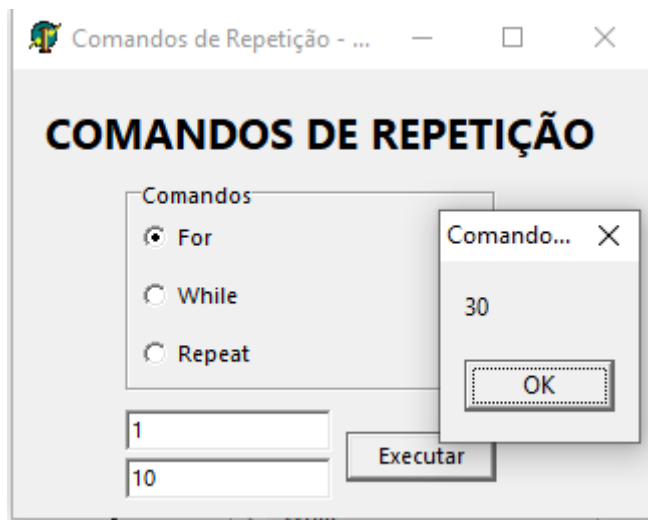 Comandos de Repetição - ...
COMANDOS DE REPETIÇÃO
Comandos
For
While
Repeat
Comando...
30
OK
1
10
Executar